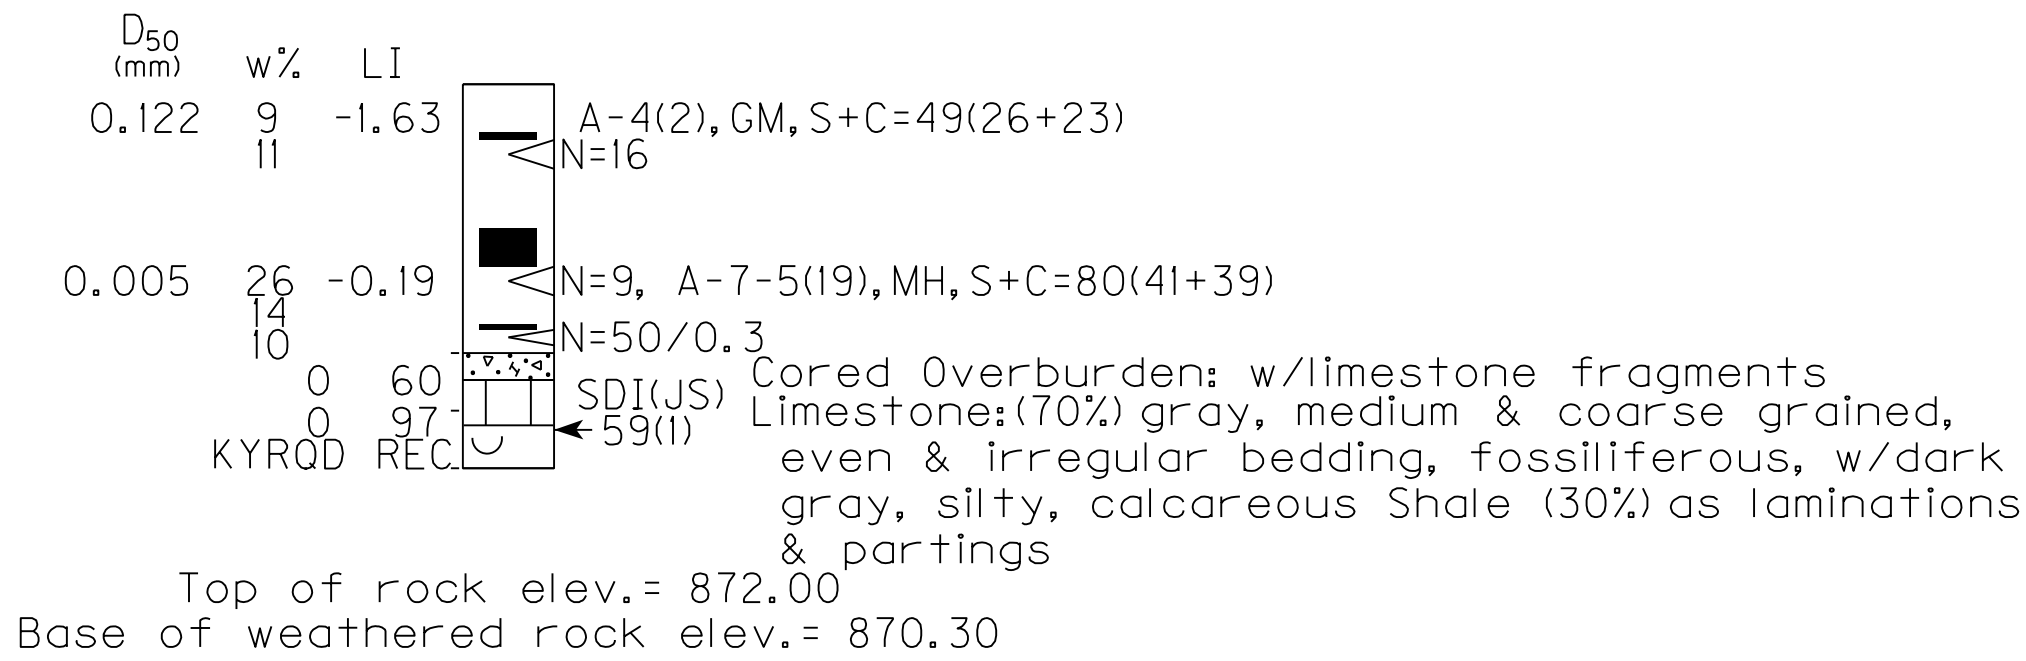 D50
(mm) w% LI
0.122 9 -1.63 A-4(2), GM, S+C=49(26+23)
11 N=16
0.005 26 -0.19 N=9, A-7-5(19), MH, S+C=80(41+39)
14
10 N=50/0.3
0 60 Cored Overburden: w/limestone fragments
SDI(JS)
0 97 Limestone: (70%) gray, medium & coarse grained,
59(1)
KYRQD REC even & irregular bedding, fossiliferous, w/dark
gray, silty, calcareous Shale (30%) as laminations
& partings
Top of rock elev.= 872.00
Base of weathered rock elev.= 870.30